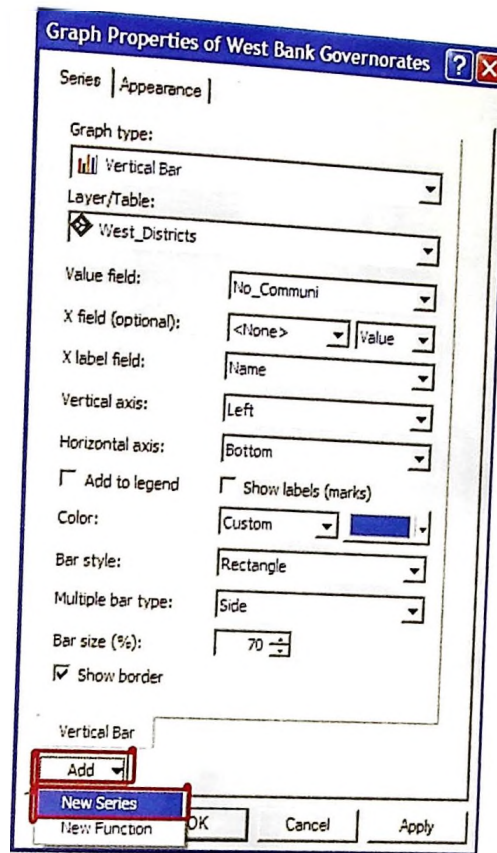 Graph Properties of West Bank Governorates
Series Appearance
Graph type:
Vertical Bar
Layer/Table:
West_Districts
Value field: No_Communi
X field (optional): <None> Value
X label field: Name
Vertical axis: Left
Horizontal axis: Bottom
Add to legend Show labels (marks)
Color: Custom
Bar style: Rectangle
Multiple bar type: Side
Bar size (%): 70
Show border
Vertical Bar
Add
New Series
New Function OK Cancel Apply